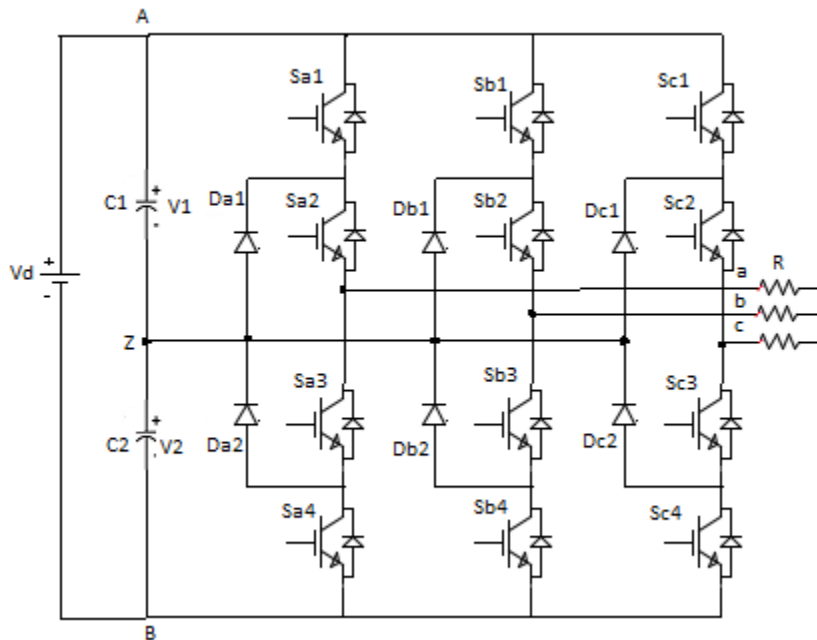 A
Sa1
Sb1
Sc1
C1
+
V1
-
Da1
Sa2
Db1
Sb2
Dc1
Sc2
Vd
+
-
a
R
b
c
Z
Sa3
Sb3
Sc3
C2
+
V2
-
Da2
Db2
Dc2
Sa4
Sb4
Sc4
B